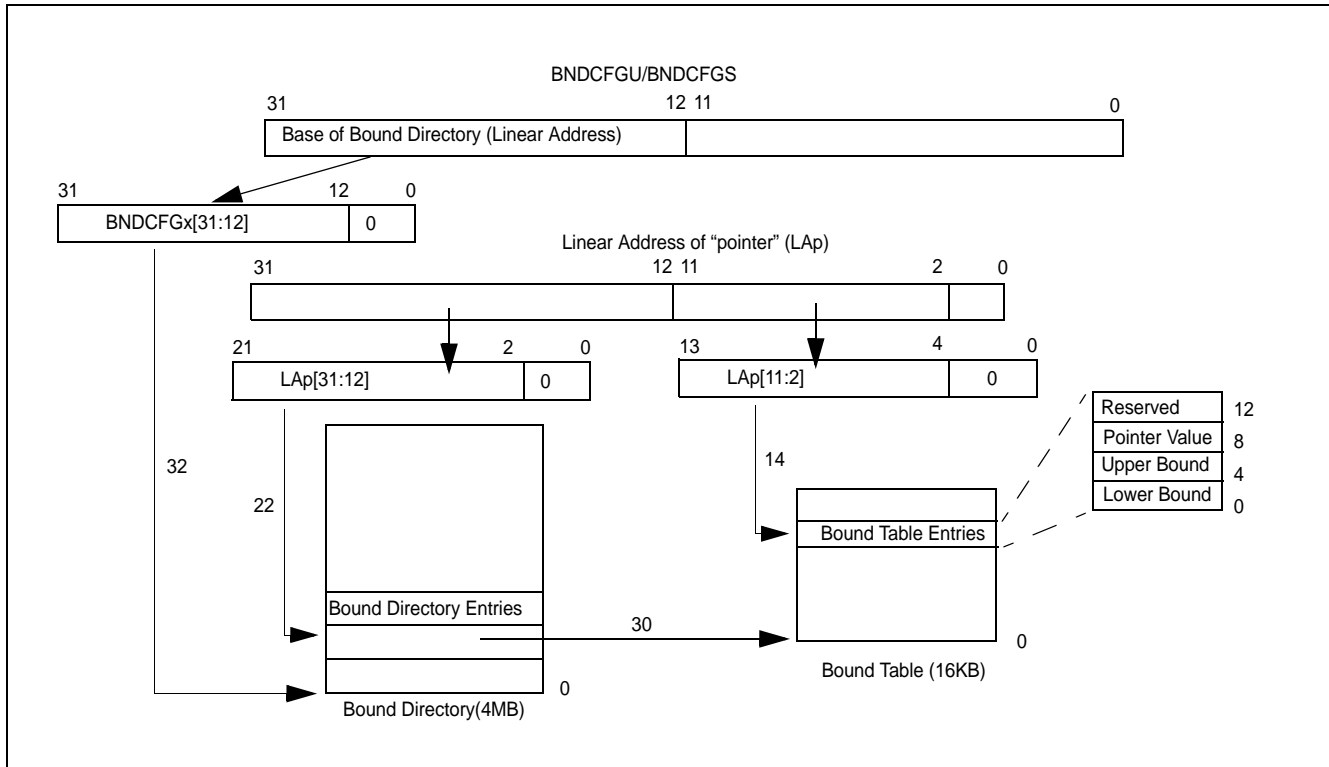 BNDCFGU/BNDCFGS
31 12 11 0
Base of Bound Directory (Linear Address)
31 12 0
BNDCFGx[31:12] 0
Linear Address of “pointer” (LAp)
31 12 11 2 0
21 2 0
LAp[31:12] 0
13 4 0
LAp[11:2] 0
Reserved 12
Pointer Value 8
Upper Bound 4
Lower Bound 0
32
22
14
Bound Table Entries
Bound Directory Entries
30
0
Bound Table (16KB)
0
Bound Directory(4MB)